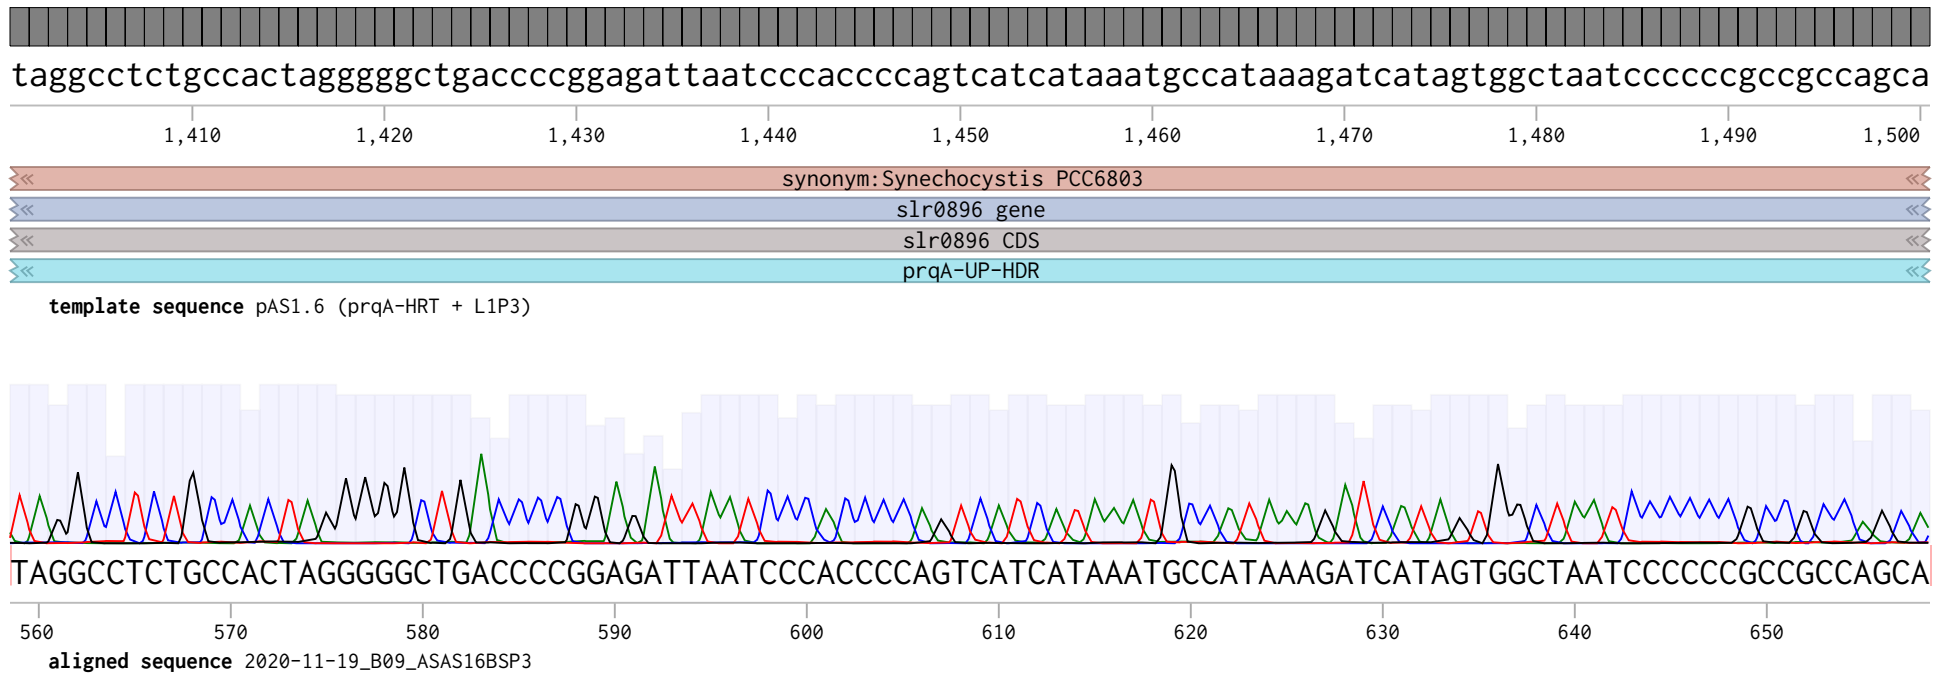 taggcctctgccactagggggctgaccccggagattaatcccaccccagtcatcataaatgccataaagatcatagtggctaatccccccgccgccagca
1,410 1,420 1,430 1,440 1,450 1,460 1,470 1,480 1,490 1,500
synonym:Synechocystis PCC6803
slr0896 gene
slr0896 CDS
prqA-UP-HDR
template sequence pAS1.6 (prqA-HRT + L1P3)
TAGGCCTCTGCCACTAGGGGGCTGACCCCGGAGATTAATCCCACCCCAGTCATCATAAATGCCATAAAGATCATAGTGGCTAATCCCCCCGCCGCCAGCA
560 570 580 590 600 610 620 630 640 650
aligned sequence 2020-11-19_B09_ASAS16BSP3